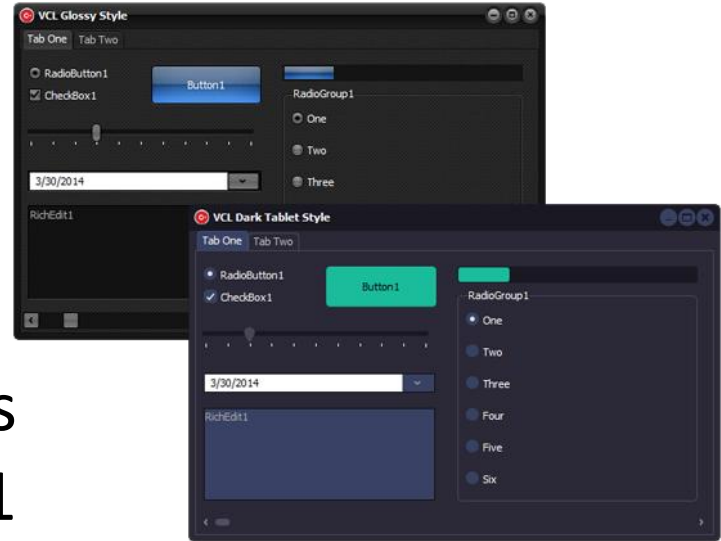 VCL Glossy Style
Tab One Tab Two
RadioButton1
CheckBox1
Button1
RadioGroup1
One
Two
Three
3/30/2014
RichEdit1
VCL Dark Tablet Style
Tab One Tab Two
RadioButton1
CheckBox1
Button1
RadioGroup1
One
Two
Three
Four
Five
Six
3/30/2014
RichEdit1
s